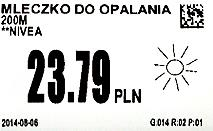 MLECZKO DO OPALANIA
200M
**NIVEA
23.79 PLN
2014-08-06 G.014 R:02 P:01